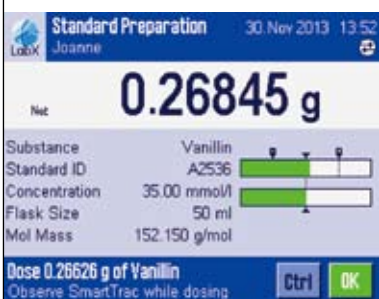 Standard Preparation 30.Nov 2013 13:52
LabX Joanne
Net 0.26845 g
Substance Vanillin
Standard ID A2536
Concentration 35.00 mmol/l
Flask Size 50 ml
Mol Mass 152.150 g/mol
Dose 0.26626 g of Vanillin
Observe SmartTrac while dosing
Ctrl OK